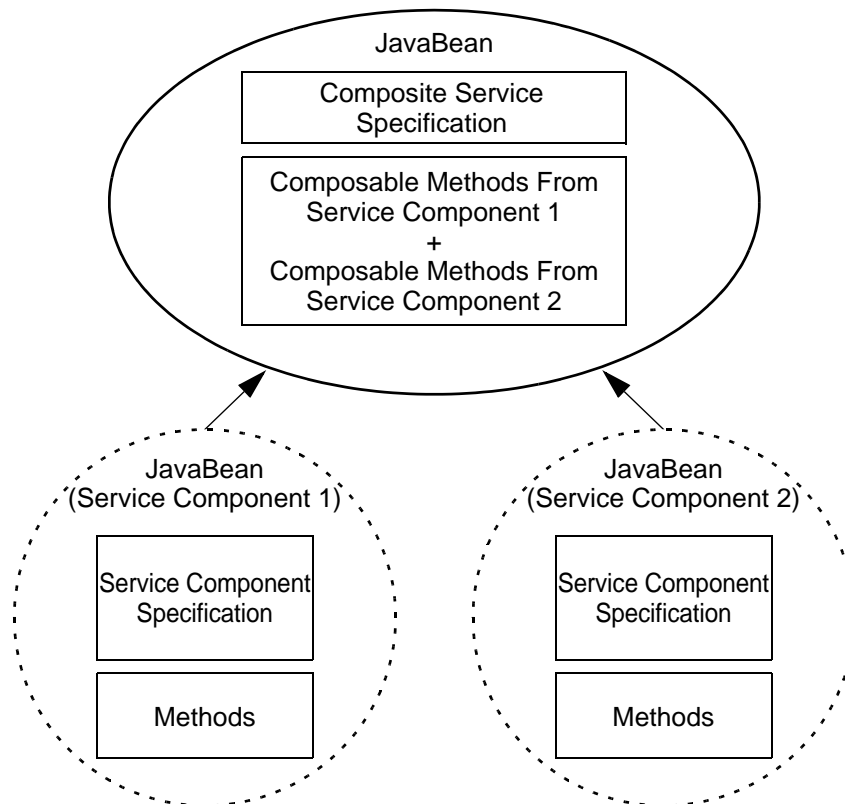 JavaBean
Composite Service
Specification
Composable Methods From
Service Component 1
+
Composable Methods From
Service Component 2
JavaBean
(Service Component 1)
Service Component
Specification
Methods
JavaBean
(Service Component 2)
Service Component
Specification
Methods